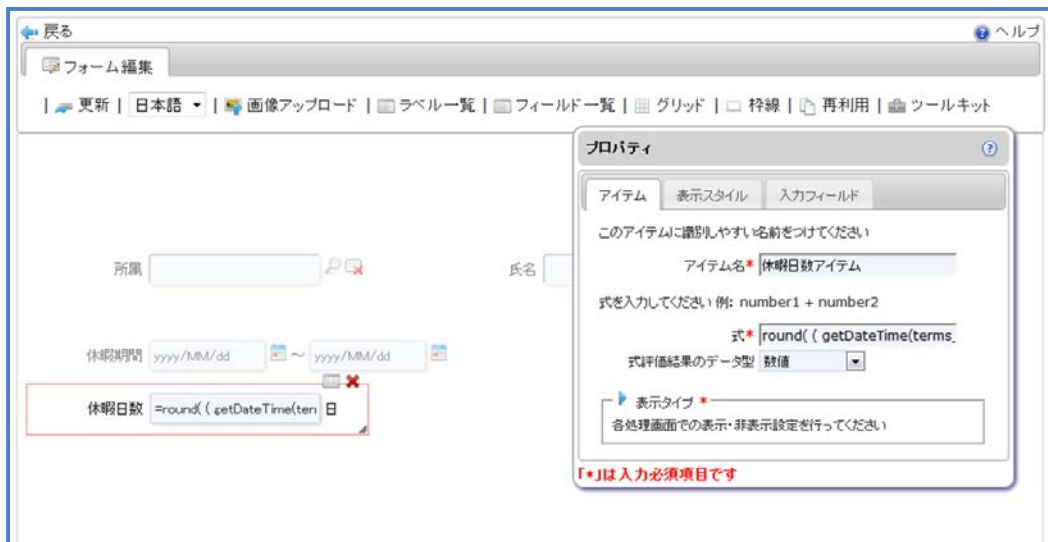 戻る ヘルプ
フォーム編集
| 更新 | 日本語 | 画像アップロード | ラベル一覧 | フィールド一覧 | グリッド | 枠線 | 再利用 | ツールキット
プロパティ
アイテム 表示スタイル 入力フィールド
このアイテムに識別しやすい名前をつけてください
アイテム名* 休暇日数アイテム
式を入力してください 例: number1 + number2
式* round( ( getDateTime(terms_
式評価結果のデータ型 数値
表示タイプ *
各処理画面での表示・非表示設定を行ってください
「*」は入力必須項目です
所属 氏名
休暇期間 yyyy/MM/dd ～ yyyy/MM/dd
休暇日数 =round( ( getDateTime(terr 日